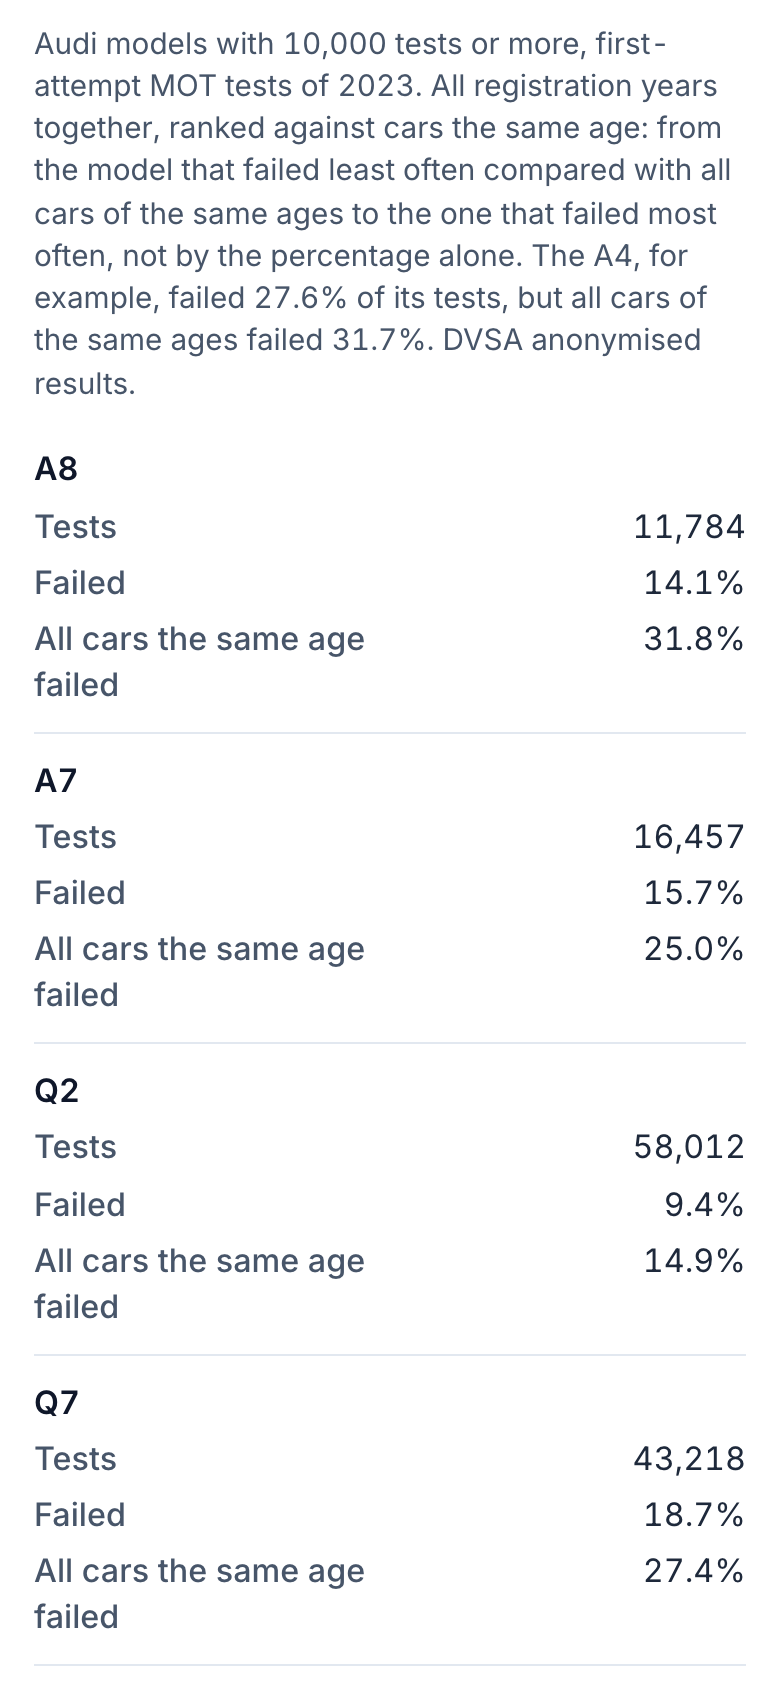 Audi models with 10,000 tests or more, first-
attempt MOT tests of 2023. All registration years
together, ranked against cars the same age: from
the model that failed least often compared with all
cars of the same ages to the one that failed most
often, not by the percentage alone. The A4, for
example, failed 27.6% of its tests, but all cars of
the same ages failed 31.7%. DVSA anonymised
results.
A8
Tests 11,784
Failed 14.1%
All cars the same age 31.8%
failed
A7
Tests 16,457
Failed 15.7%
All cars the same age 25.0%
failed
Q2
Tests 58,012
Failed 9.4%
All cars the same age 14.9%
failed
Q7
Tests 43,218
Failed 18.7%
All cars the same age 27.4%
failed